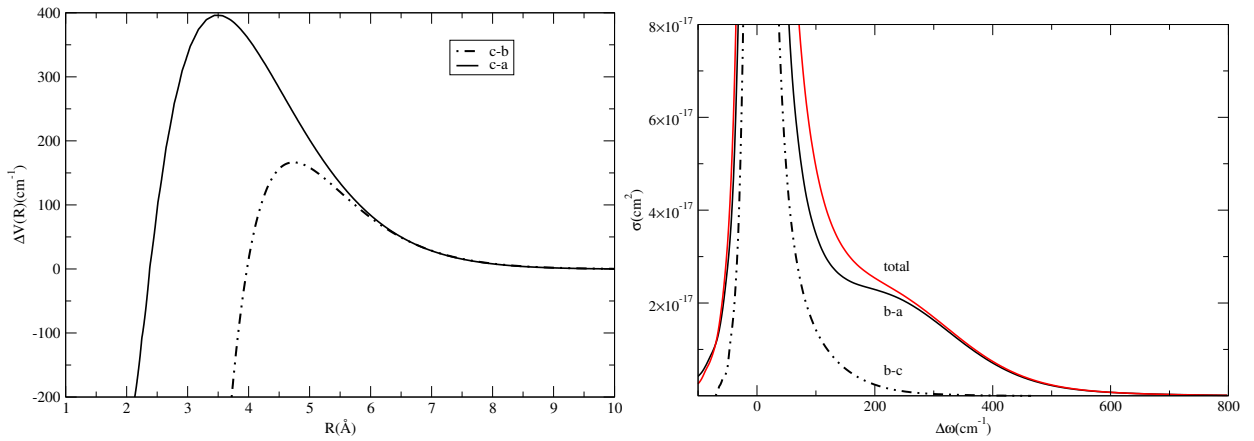 400
300
200
100
0
-100
-200
ΔV(R)(cm⁻¹)
c-b
c-a
1 2 3 4 5 6 7 8 9 10
R(Å)
8×10⁻¹⁷
6×10⁻¹⁷
4×10⁻¹⁷
2×10⁻¹⁷
σ(cm²)
total
b-a
b-c
0 200 400 600 800
Δω(cm⁻¹)